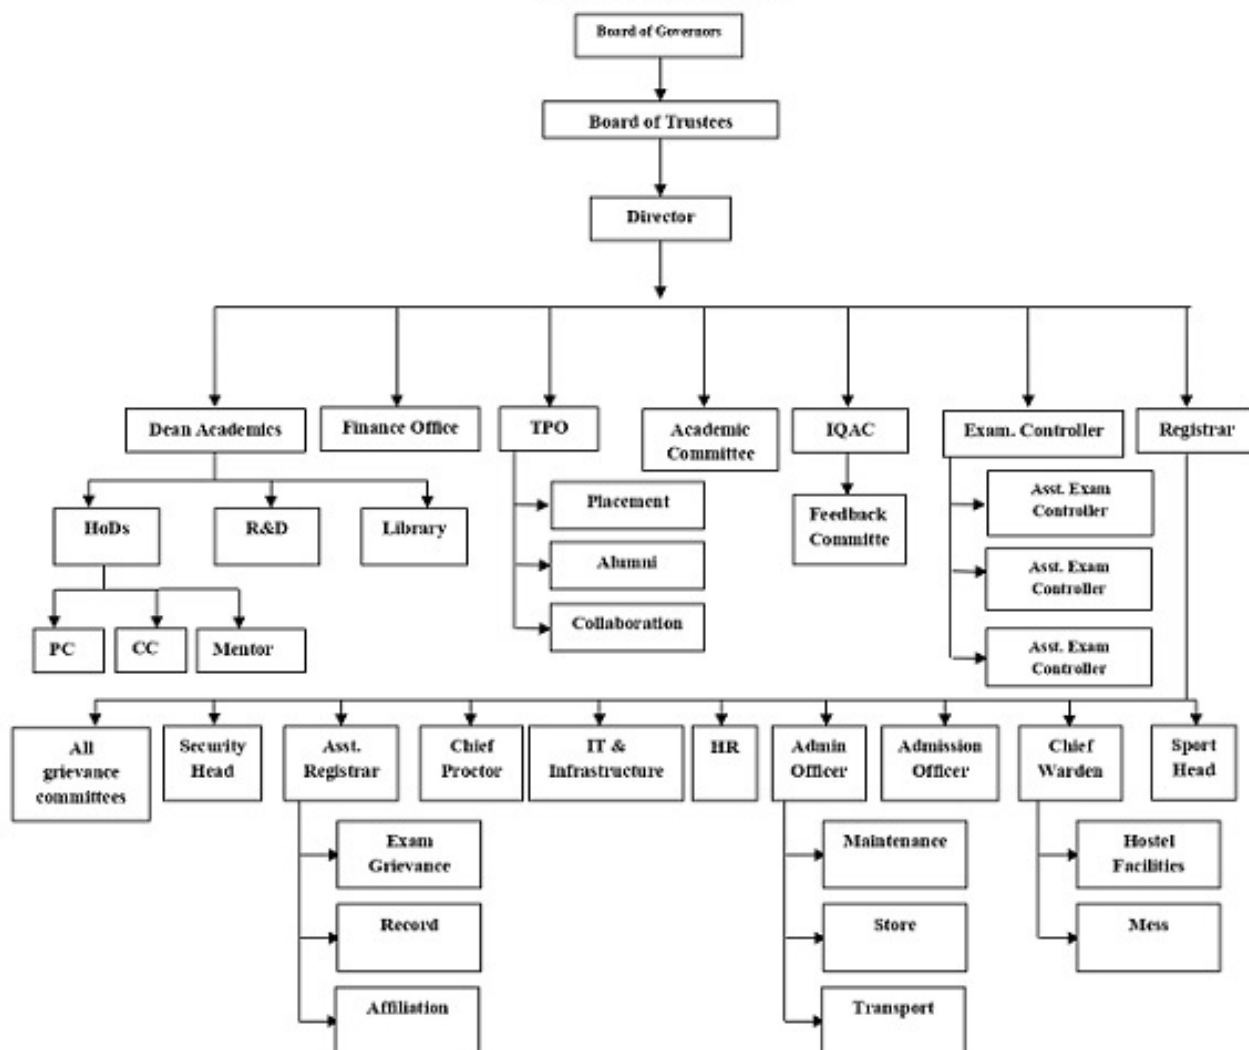 Board of Governors
Board of Trustees
Director
Dean Academics
Finance Office
TPO
Academic
Committee
IQAC
Exam. Controller
Registrar
HoDs
R&D
Library
Placement
Alumni
Collaboration
Feedback
Committe
Asst. Exam
Controller
Asst. Exam
Controller
Asst. Exam
Controller
PC
CC
Mentor
All
grievance
committees
Security
Head
Asst.
Registrar
Chief
Proctor
IT &
Infrastructure
HR
Admin
Officer
Admission
Officer
Chief
Warden
Sport
Head
Exam
Grievance
Record
Affiliation
Maintenance
Store
Transport
Hostel
Facilities
Mess